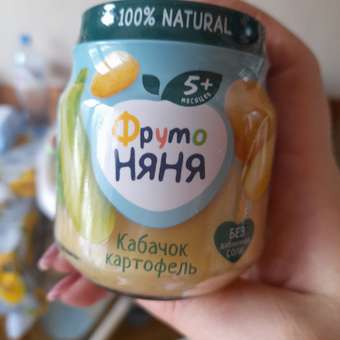 100% NATURAL
5+
МЕСЯЦЕВ
Фруто
НЯНЯ
Кабачок
картофель
БЕЗ
СОЛИ